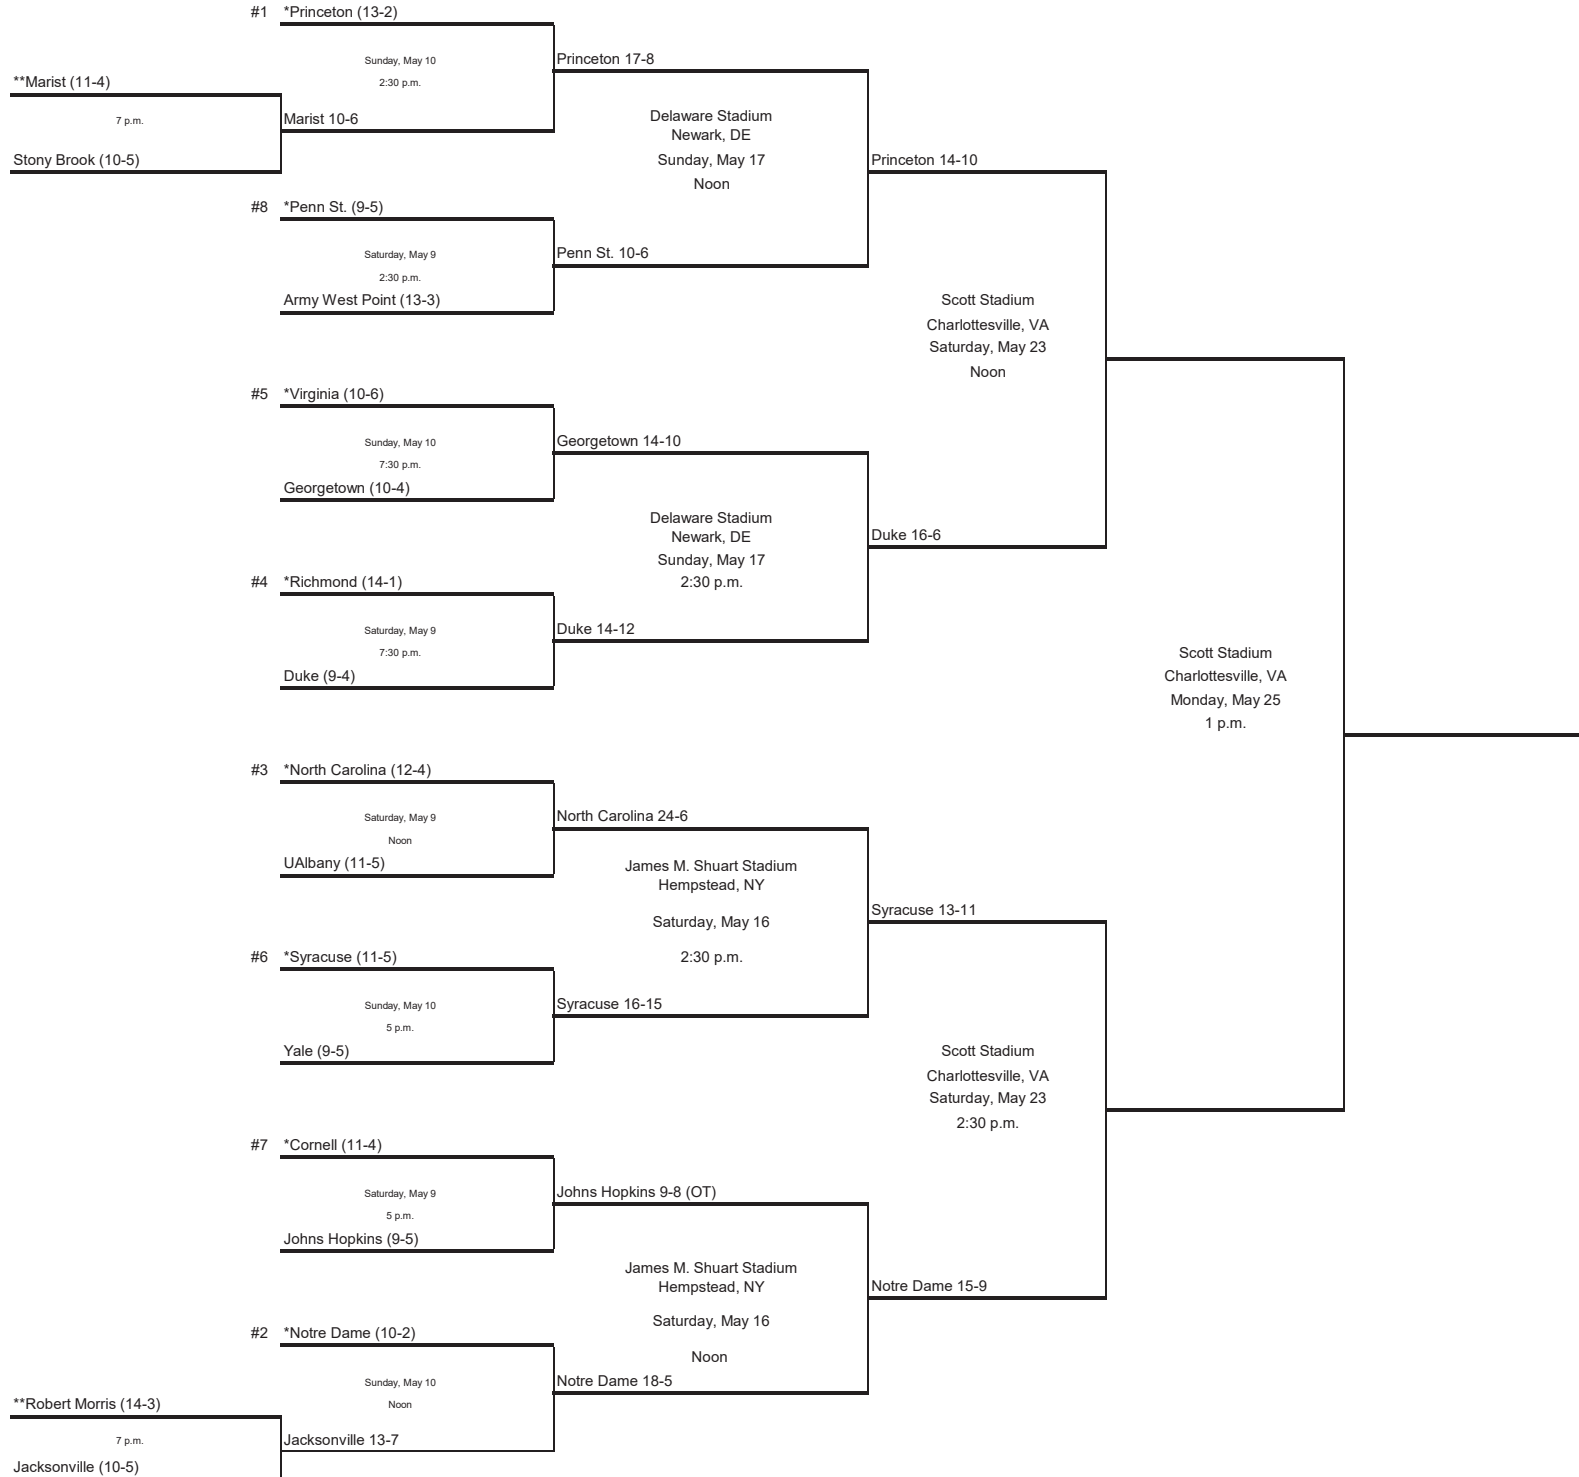 #1 *Princeton (13-2)
Sunday, May 10
2:30 p.m.
**Marist (11-4)
7 p.m.
Stony Brook (10-5)
Marist 10-6
Princeton 17-8
Delaware Stadium
Newark, DE
Sunday, May 17
Noon
#8 *Penn St. (9-5)
Saturday, May 9
2:30 p.m.
Army West Point (13-3)
Penn St. 10-6
Princeton 14-10
Scott Stadium
Charlottesville, VA
Saturday, May 23
Noon
#5 *Virginia (10-6)
Sunday, May 10
7:30 p.m.
Georgetown (10-4)
Georgetown 14-10
Delaware Stadium
Newark, DE
Sunday, May 17
2:30 p.m.
Duke 16-6
#4 *Richmond (14-1)
Saturday, May 9
7:30 p.m.
Duke (9-4)
Duke 14-12
Scott Stadium
Charlottesville, VA
Monday, May 25
1 p.m.
#3 *North Carolina (12-4)
Saturday, May 9
Noon
UAlbany (11-5)
North Carolina 24-6
James M. Shuart Stadium
Hempstead, NY
Saturday, May 16
2:30 p.m.
Syracuse 13-11
#6 *Syracuse (11-5)
Sunday, May 10
5 p.m.
Yale (9-5)
Syracuse 16-15
Scott Stadium
Charlottesville, VA
Saturday, May 23
2:30 p.m.
#7 *Cornell (11-4)
Saturday, May 9
5 p.m.
Johns Hopkins (9-5)
Johns Hopkins 9-8 (OT)
James M. Shuart Stadium
Hempstead, NY
Saturday, May 16
Noon
Notre Dame 15-9
#2 *Notre Dame (10-2)
Sunday, May 10
Noon
Notre Dame 18-5
**Robert Morris (14-3)
7 p.m.
Jacksonville (10-5)
Jacksonville 13-7